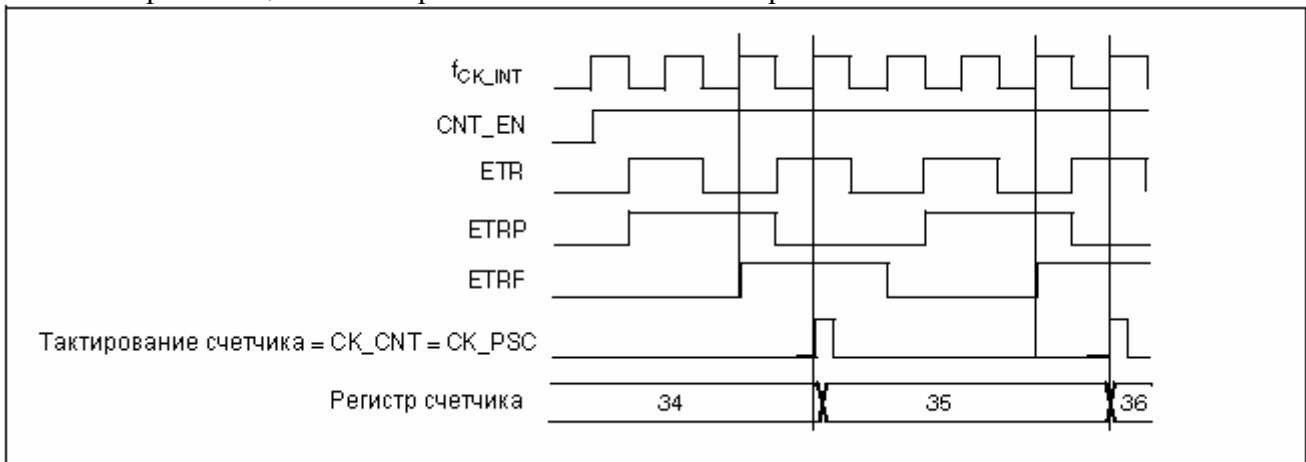 fCK_INT
CNT_EN
ETR
ETRP
ETRF
Тактирование счетчика = CK_CNT = CK_PSC
Регистр счетчика
34
35
36